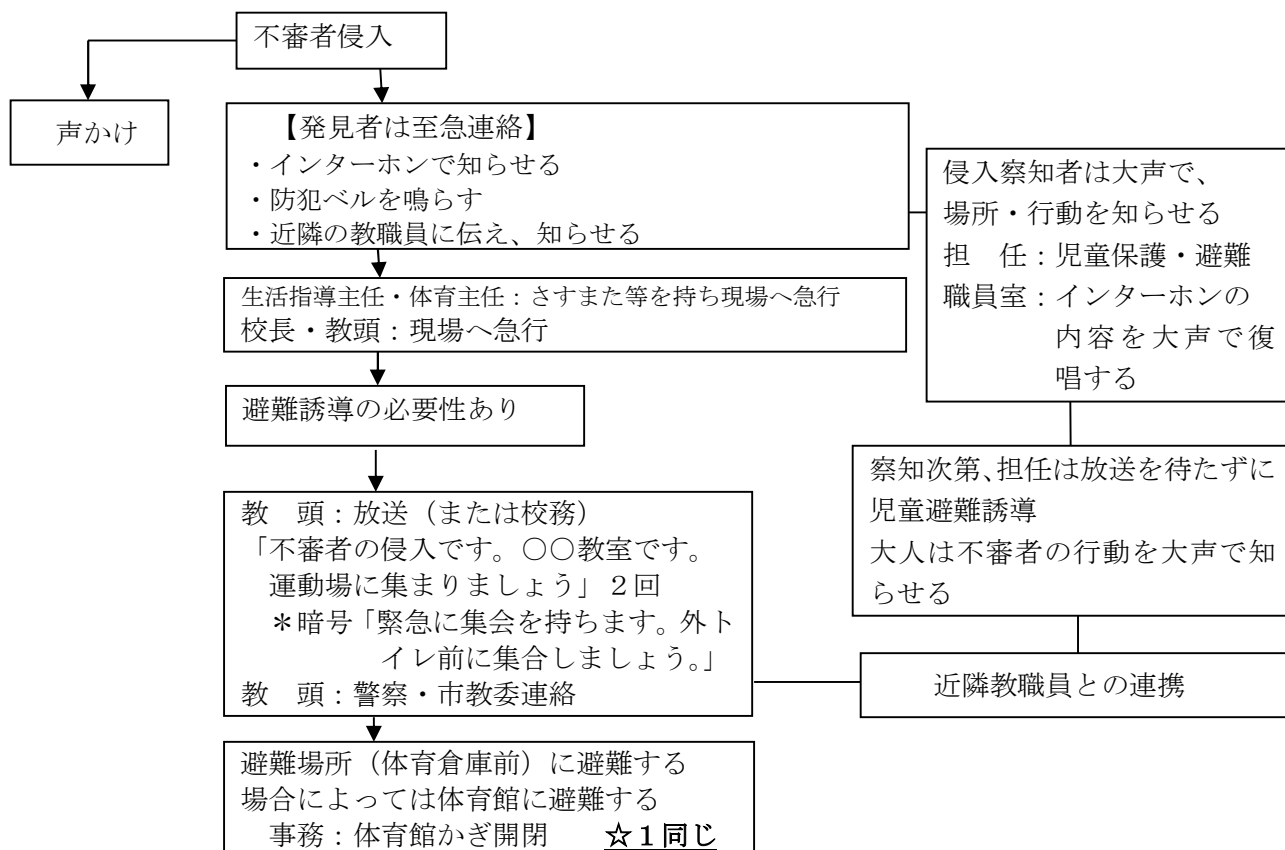 不審者侵入
声かけ
【発見者は至急連絡】
・インターホンで知らせる
・防犯ベルを鳴らす
・近隣の教職員に伝え、知らせる
侵入察知者は大声で、
場所・行動を知らせる
担　任：児童保護・避難
職員室：インターホンの
内容を大声で復
唱する
生活指導主任・体育主任：さすまた等を持ち現場へ急行
校長・教頭：現場へ急行
避難誘導の必要性あり
察知次第、担任は放送を待たずに
児童避難誘導
大人は不審者の行動を大声で知
らせる
教　頭：放送（または校務）
「不審者の侵入です。○○教室です。
運動場に集まりましょう」２回
＊暗号「緊急に集会を持ちます。外ト
イレ前に集合しましょう。」
教　頭：警察・市教委連絡
近隣教職員との連携
避難場所（体育倉庫前）に避難する
場合によっては体育館に避難する
事務：体育館かぎ開閉　☆１同じ